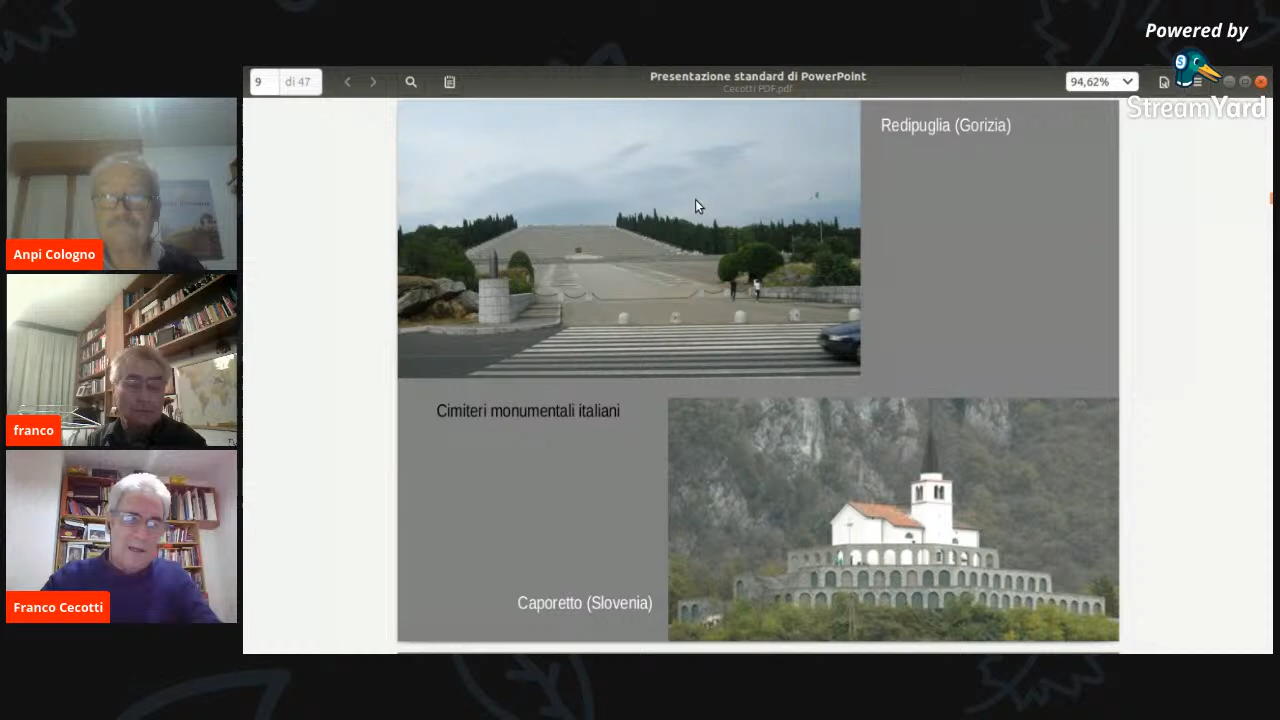 Powered by
StreamYard
9 di 47
Presentazione standard di PowerPoint
Cecotti PDF.pdf
94,62%
Anpi Cologno
franco
Franco Cecotti
Redipuglia (Gorizia)
Cimiteri monumentali italiani
Caporetto (Slovenia)